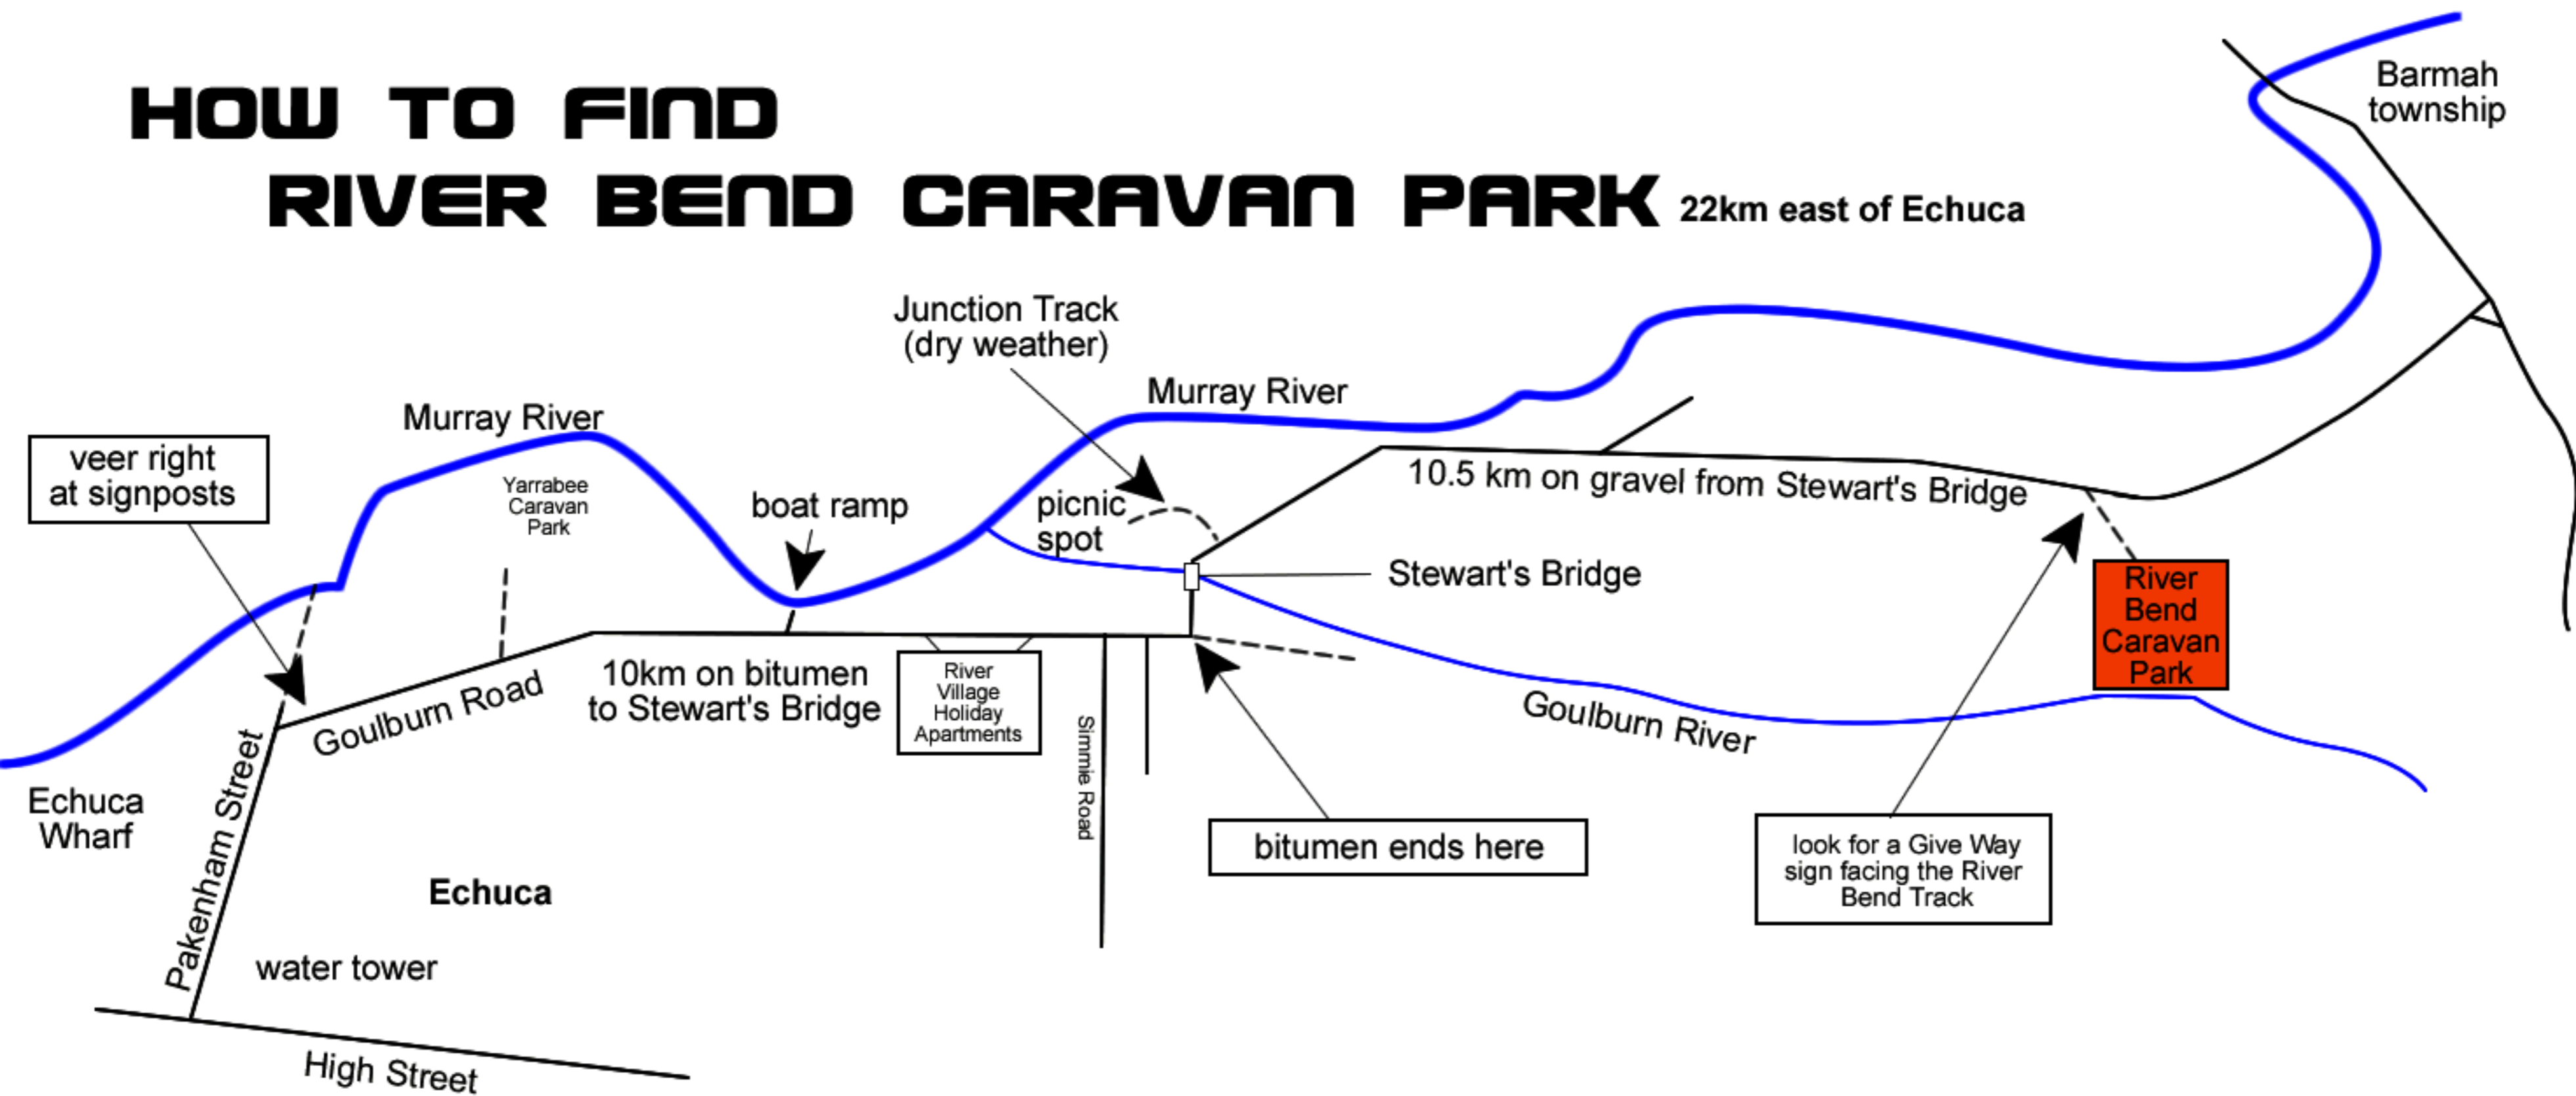 HOW TO FIND
RIVER BEND CARAVAN PARK 22km east of Echuca
Barmah
township
Junction Track
(dry weather)
Murray River
Murray River
veer right
at signposts
Yarrabee
Caravan
Park
boat ramp
picnic
spot
10.5 km on gravel from Stewart's Bridge
Stewart's Bridge
River
Bend
Caravan
Park
10km on bitumen
to Stewart's Bridge
River
Village
Holiday
Apartments
Goulburn Road
Goulburn River
Simmie Road
Pakenham Street
Echuca
Wharf
bitumen ends here
look for a Give Way
sign facing the River
Bend Track
Echuca
water tower
High Street